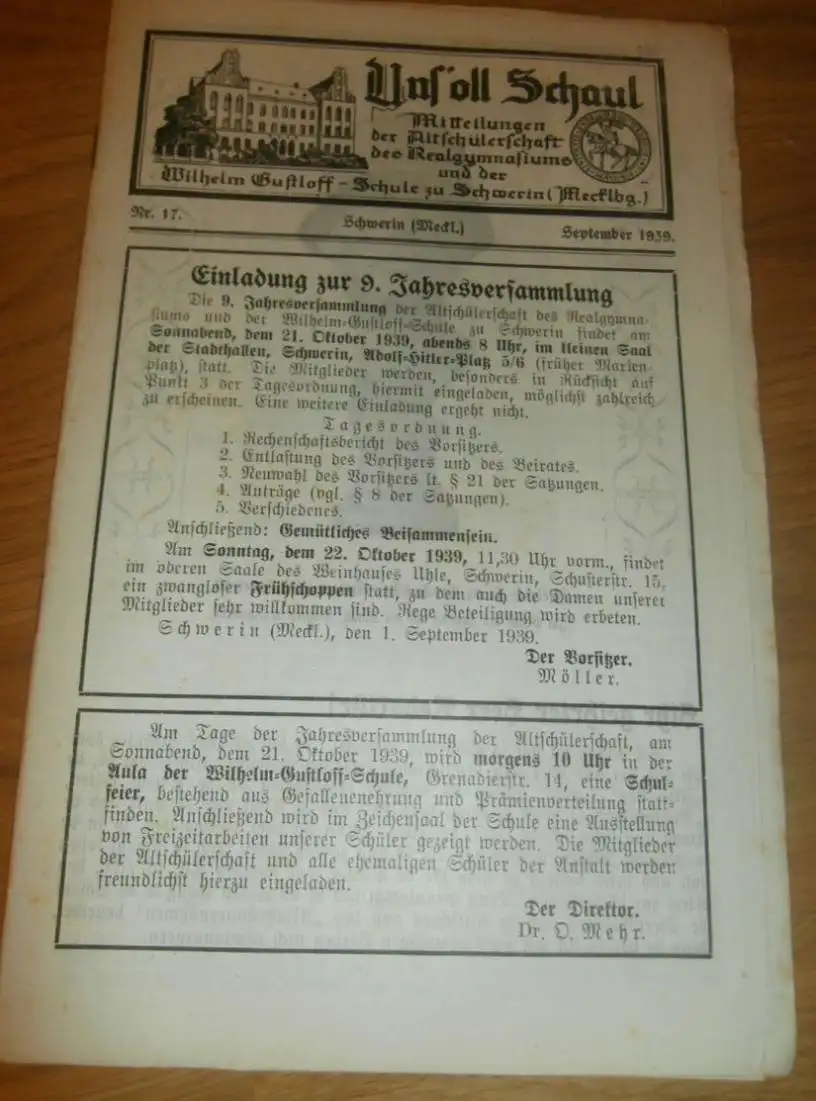 Uns' oll Schaul
Mitteilungen
der Altschülerschaft
des Realgymnasiums
und der
Wilhelm Gustloff-Schule zu Schwerin (Mecklbg.)
Nr. 17.
Schwerin (Meckl.)
September 1939.
Einladung zur 9. Jahresversammlung
Die 9. Jahresversammlung der Altschülerschaft des Realgymna-
siums und der Wilhelm-Gustloff-Schule zu Schwerin findet am
Sonnabend, dem 21. Oktober 1939, abends 8 Uhr, im kleinen Saal
der Stadthallen, Schwerin, Adolf-Hitler-Platz 5/6 (früher Marien-
platz), statt. Die Mitglieder werden, besonders in Rücksicht auf
Punkt 3 der Tagesordnung, hiermit eingeladen, möglichst zahlreich
zu erscheinen. Eine weitere Einladung ergeht nicht.
Tagesordnung.
1. Rechenschaftsbericht des Vorsitzers.
2. Entlastung des Vorsitzers und des Beirates.
3. Neuwahl des Vorsitzers lt. § 21 der Satzungen.
4. Anträge (vgl. § 8 der Satzungen).
5. Verschiedenes.
Anschließend: Gemütliches Beisammensein.
Am Sonntag, dem 22. Oktober 1939, 11,30 Uhr vorm., findet
im oberen Saale des Weinhauses Uhle, Schwerin, Schusterstr. 15,
ein zwangloser Frühschoppen statt, zu dem auch die Damen unserer
Mitglieder sehr willkommen sind. Rege Beteiligung wird erbeten.
Schwerin (Meckl.), den 1. September 1939.
Der Vorsitzer.
Möller.
Am Tage der Jahresversammlung der Altschülerschaft, am
Sonnabend, dem 21. Oktober 1939, wird morgens 10 Uhr in der
Aula der Wilhelm-Gustloff-Schule, Grenadierstr. 14, eine Schul-
feier, bestehend aus Gefallenenehrung und Prämienverteilung statt-
finden. Anschließend wird im Zeichensaal der Schule eine Ausstellung
von Freizeitarbeiten unserer Schüler gezeigt werden. Die Mitglieder
der Altschülerschaft und alle ehemaligen Schüler der Anstalt werden
freundlichst hierzu eingeladen.
Der Direktor.
Dr. O. Mehr.